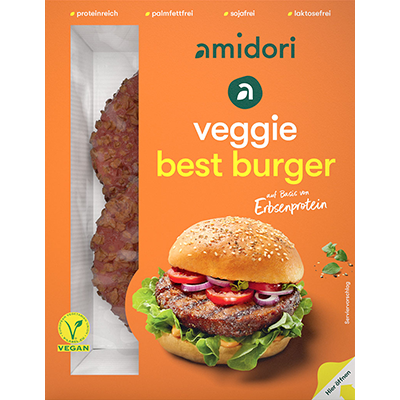 proteinreich
palmfettfrei
sojafrei
laktosefrei
amidori
a
veggie
best burger
auf Basis von
Erbsenprotein
Serviervorschlag
VEGAN
Hier öffnen